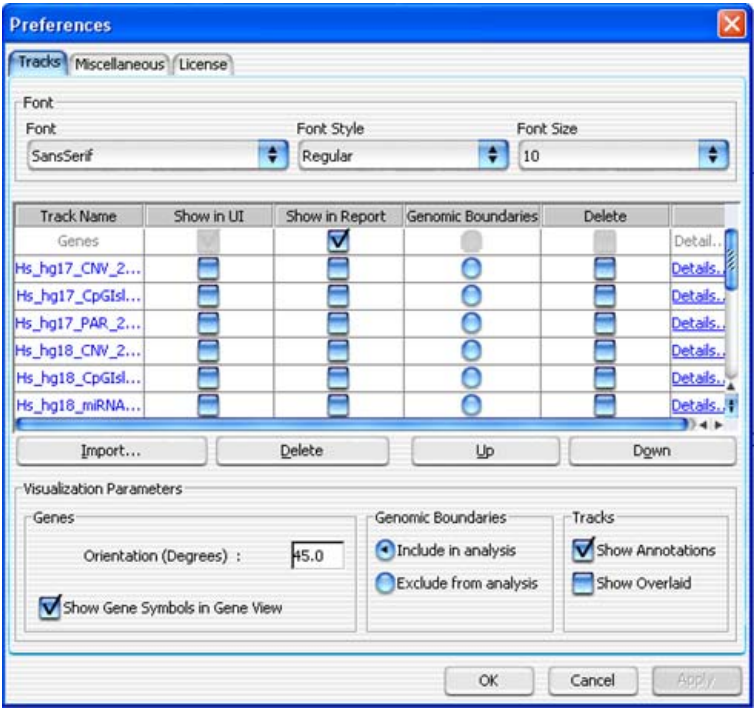 Preferences
Tracks Miscellaneous License
Font
Font Font Style Font Size
SansSerif Regular 10
Track Name Show in UI Show in Report Genomic Boundaries Delete
Genes Detail...
Hs_hg17_CNV_2... Details...
Hs_hg17_CpGIsl... Details...
Hs_hg17_PAR_2... Details...
Hs_hg18_CNV_2... Details...
Hs_hg18_CpGIsl... Details...
Hs_hg18_miRNA... Details...
Import... Delete Up Down
Visualization Parameters
Genes Genomic Boundaries Tracks
Orientation (Degrees) : 45.0 Include in analysis Show Annotations
Exclude from analysis Show Overlaid
Show Gene Symbols in Gene View
OK Cancel Apply